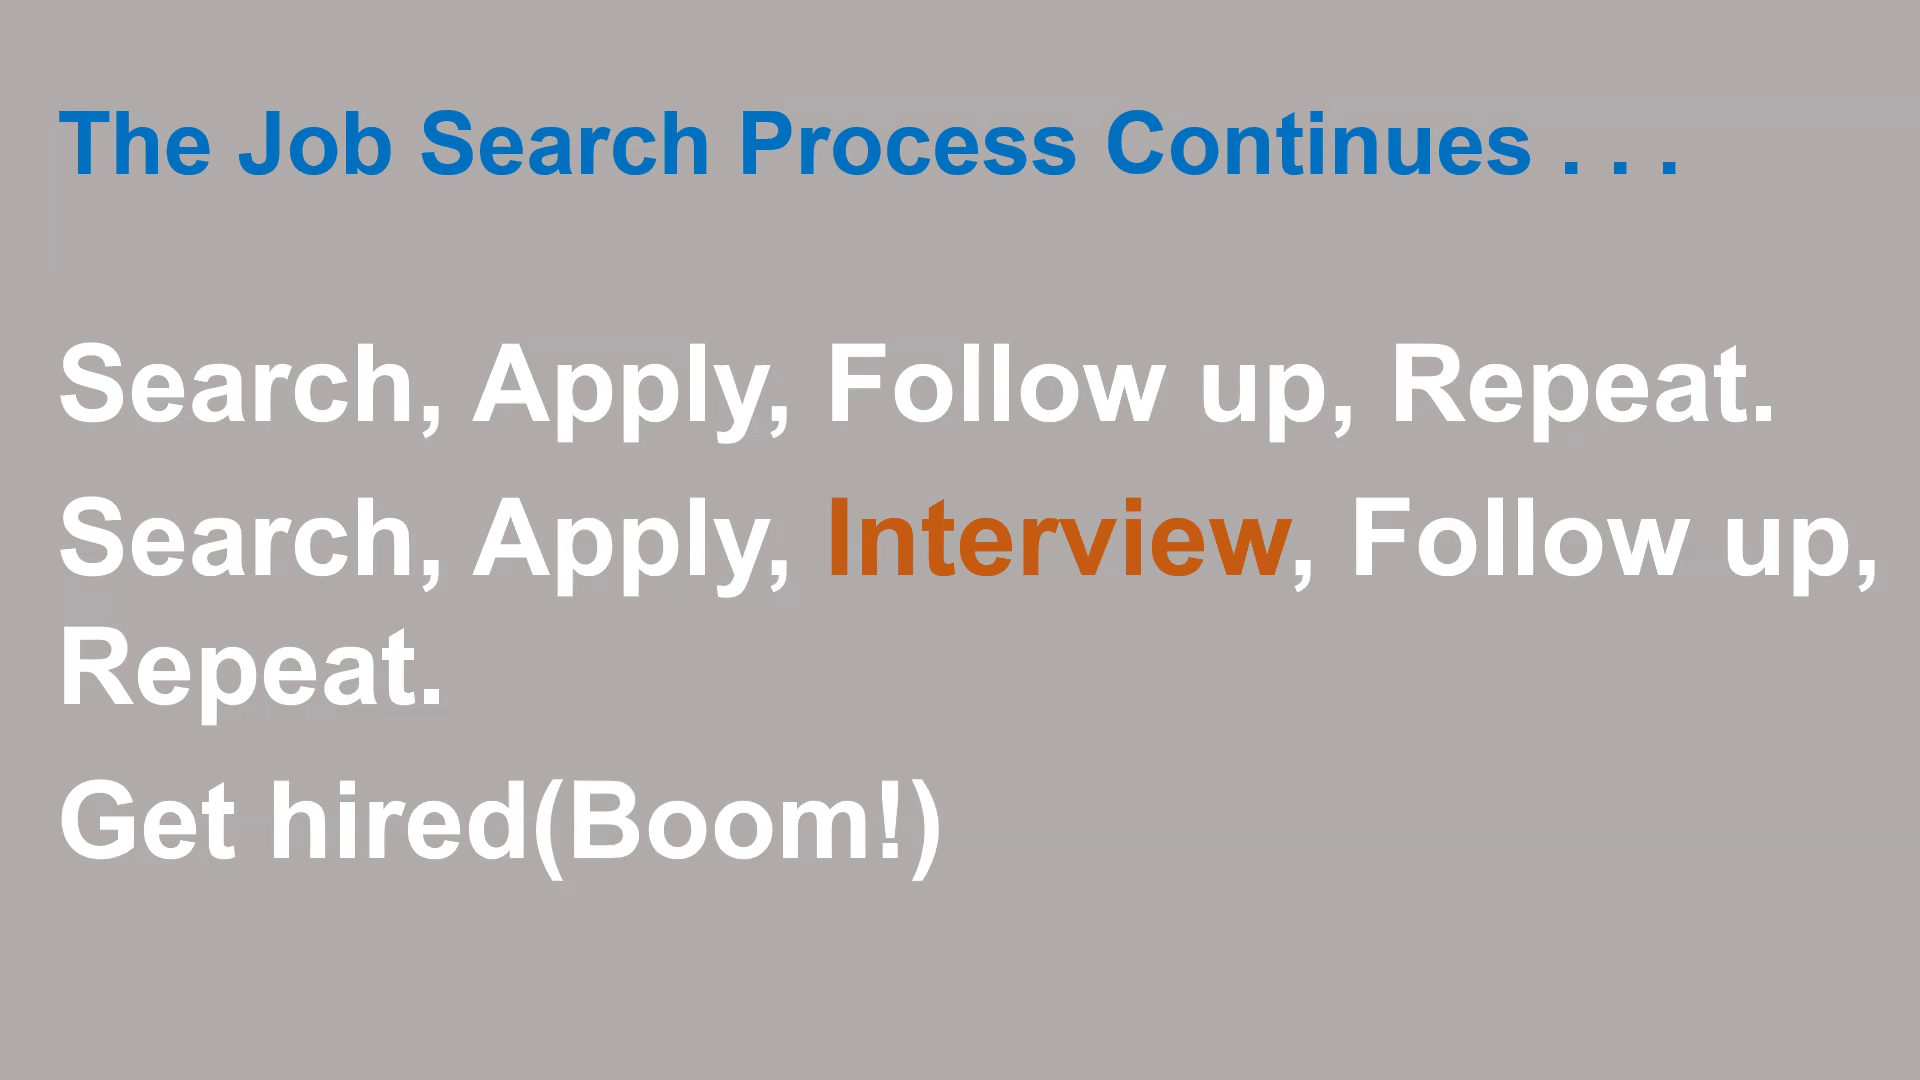 The Job Search Process Continues . . .
Search, Apply, Follow up, Repeat.
Search, Apply, Interview, Follow up,
Repeat.
Get hired(Boom!)